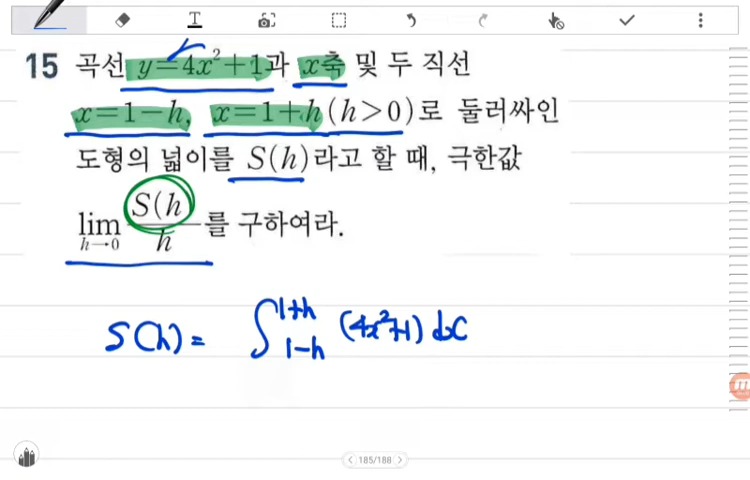 15 곡선 y=4x²+1과 x축 및 두 직선
x=1-h, x=1+h(h>0)로 둘러싸인
도형의 넓이를 S(h)라고 할 때, 극한값
lim h→0 S(h)/h 를 구하여라.
S(h) = ∫₁₋ₕ¹⁺ʰ (4x²+1) dx
185/188